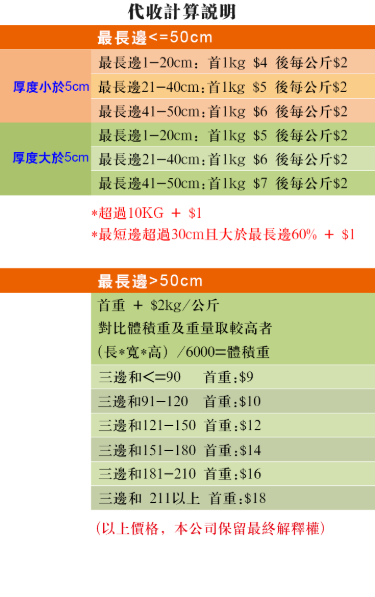 代收計算説明
最長邊<=50cm
厚度小於5cm
最長邊1-20cm: 首1kg $4 後每公斤$2
最長邊21-40cm:首1kg $5 後每公斤$2
最長邊41-50cm:首1kg $6 後每公斤$2
厚度大於5cm
最長邊1-20cm: 首1kg $5 後每公斤$2
最長邊21-40cm:首1kg $6 後每公斤$2
最長邊41-50cm:首1kg $7 後每公斤$2
*超過10KG + $1
*最短邊超過30cm且大於最長邊60% + $1
最長邊>50cm
首重 + $2kg/公斤
對比體積重及重量取較高者
(長*寬*高) /6000=體積重
三邊和<=90 首重:$9
三邊和91-120 首重:$10
三邊和121-150 首重:$12
三邊和151-180 首重:$14
三邊和181-210 首重:$16
三邊和 211以上 首重:$18
(以上價格, 本公司保留最終解釋權)